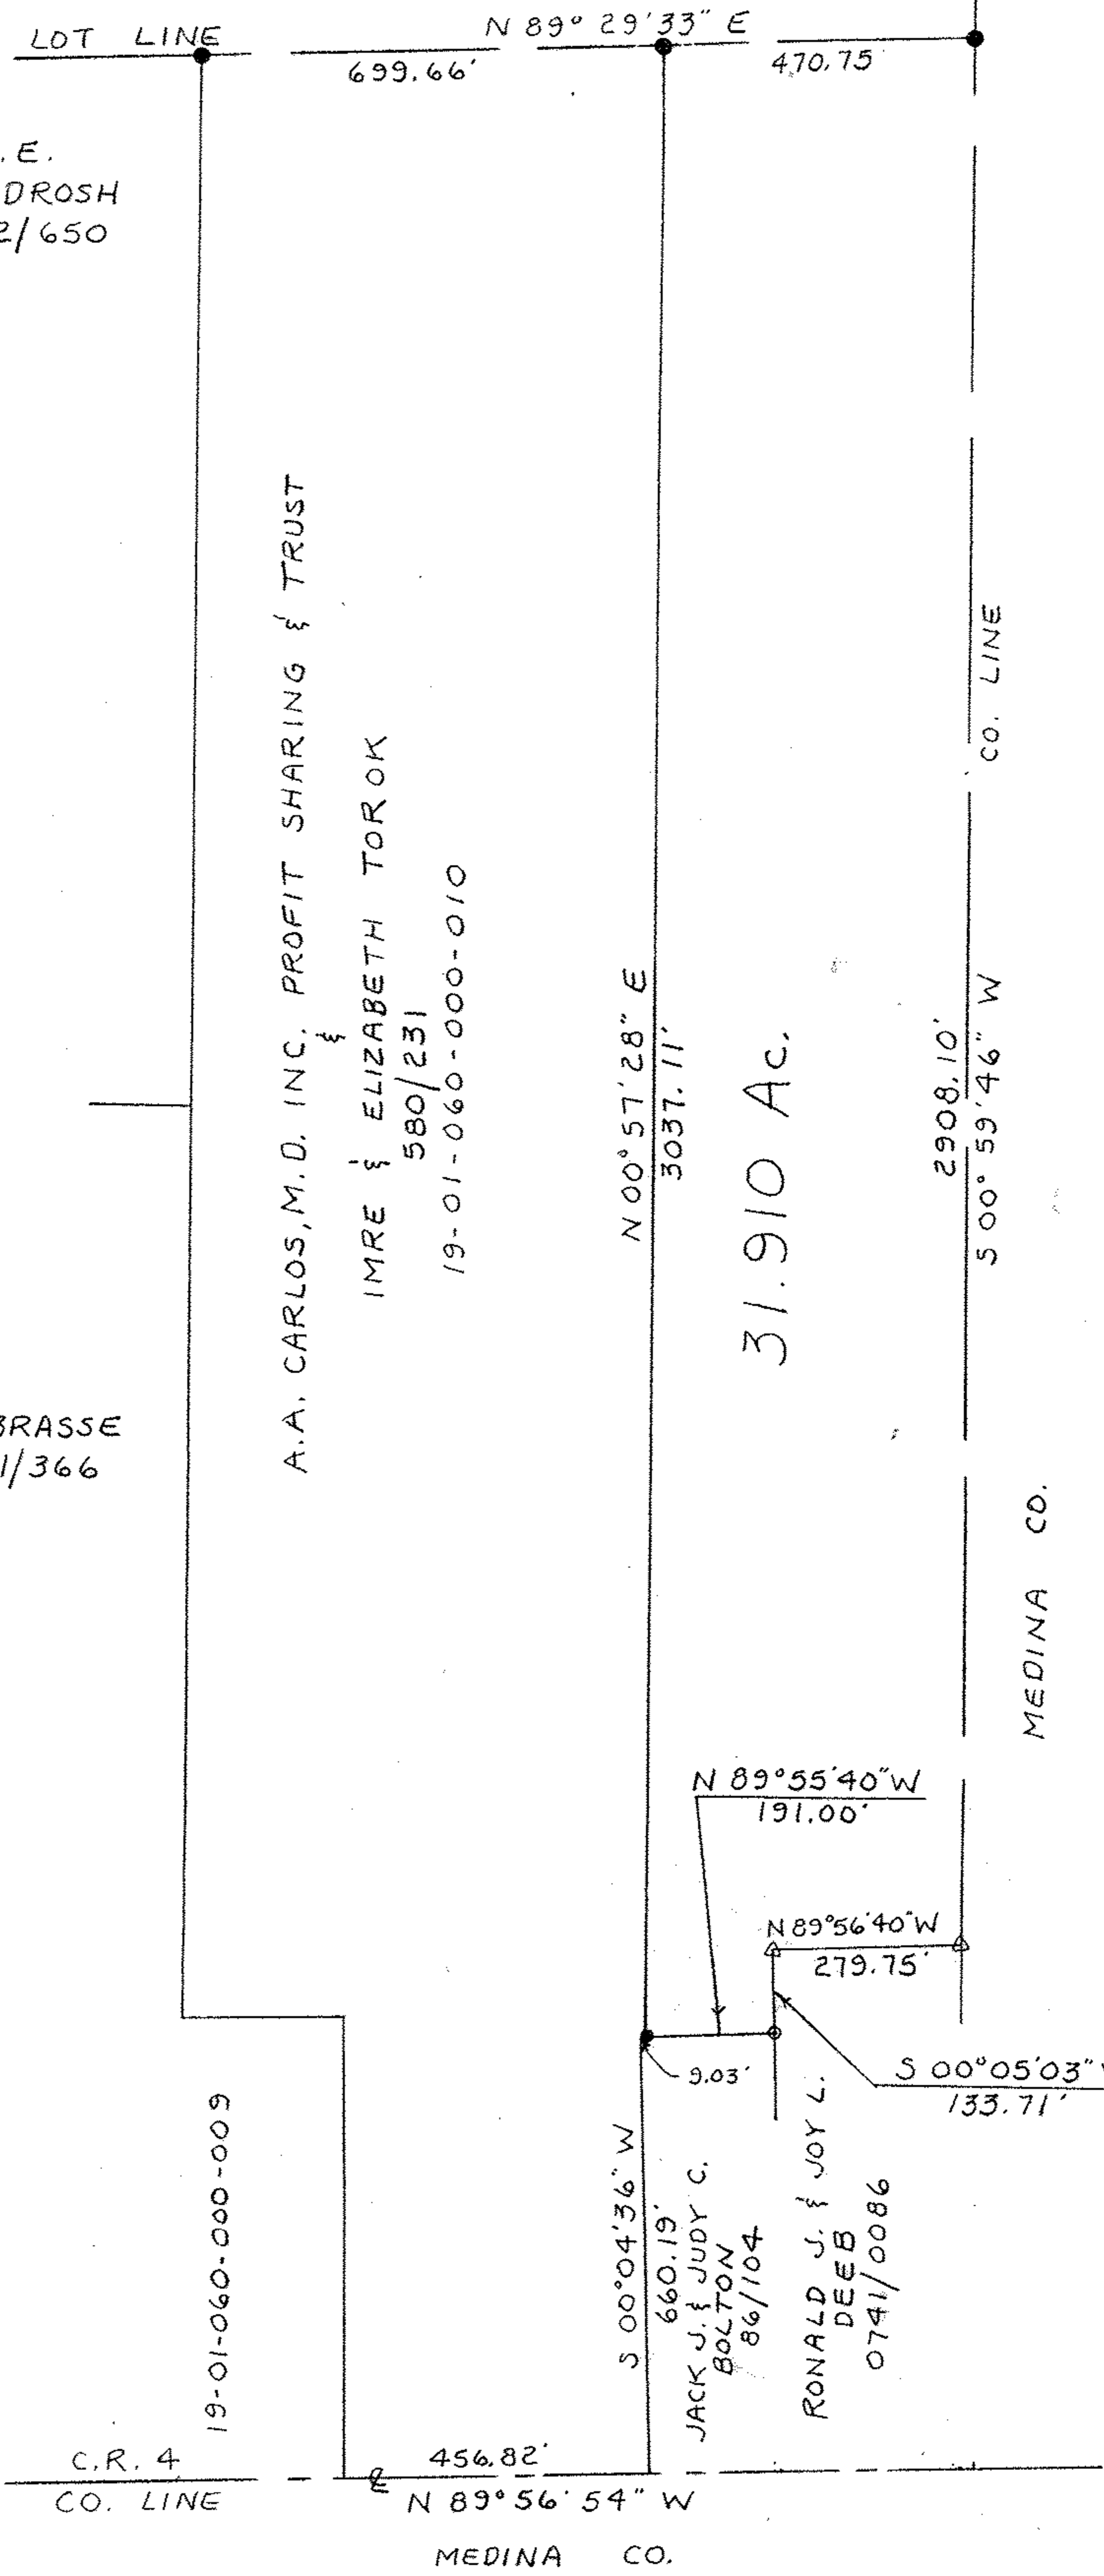 LOT LINE
N 89° 29'33" E
699.66'
470.75'
.E.
DROSH
2/650
A.A. CARLOS, M.D. INC. PROFIT SHARING & TRUST
&
IMRE & ELIZABETH TOROK
580/231
19-01-060-000-010
N 00° 57'28" E
3037.11'
31.910 Ac.
CO. LINE
2908.10'
S 00° 59'46" W
BRASSE
1/366
MEDINA CO.
N 89°55'40"W
191.00'
N 89°56'40"W
279.75'
9.03'
S 00°05'03"
133.71'
19-01-060-000-009
S 00°04'36" W
660.19'
JACK J. & JUDY C.
BOLTON
86/104
RONALD J. & JOY L.
DEEB
0741/0086
C.R. 4
CO. LINE
456.82'
N 89°56'54" W
MEDINA CO.